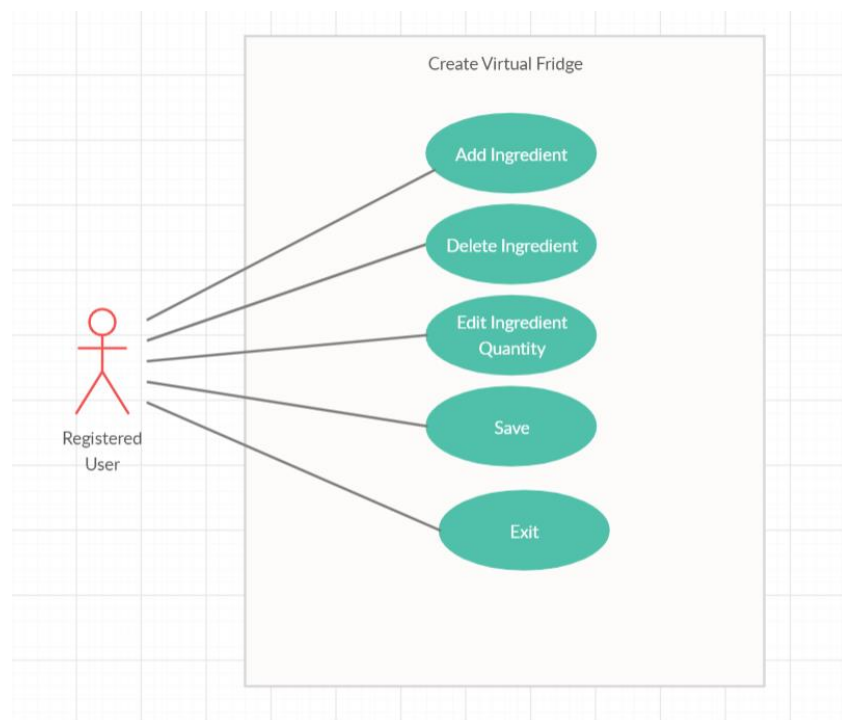 Create Virtual Fridge
Add Ingredient
Delete Ingredient
Edit Ingredient
Quantity
Save
Exit
Registered
User